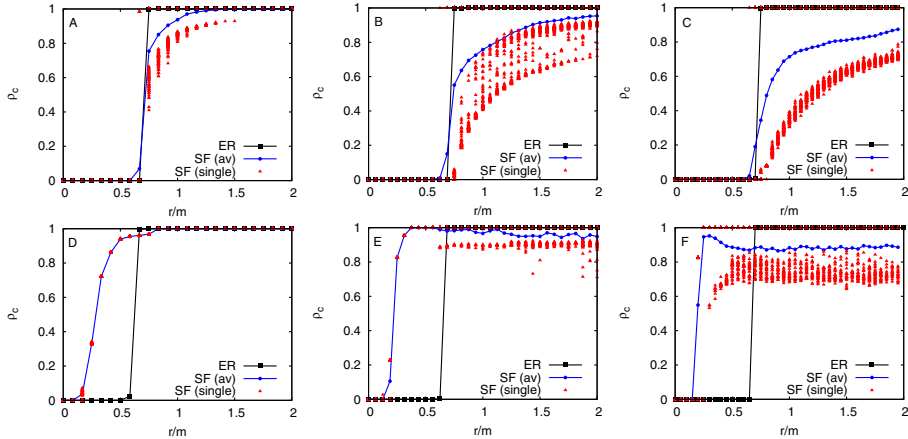 A
ρc
1
0.8
0.6
0.4
0.2
0
ER
SF (av)
SF (single)
0 0.5 1 1.5 2
r/m
B
ρc
1
0.8
0.6
0.4
0.2
0
ER
SF (av)
SF (single)
0 0.5 1 1.5 2
r/m
C
ρc
1
0.8
0.6
0.4
0.2
0
ER
SF (av)
SF (single)
0 0.5 1 1.5 2
r/m
D
ρc
1
0.8
0.6
0.4
0.2
0
ER
SF (av)
SF (single)
0 0.5 1 1.5 2
r/m
E
ρc
1
0.8
0.6
0.4
0.2
0
ER
SF (av)
SF (single)
0 0.5 1 1.5 2
r/m
F
ρc
1
0.8
0.6
0.4
0.2
0
ER
SF (av)
SF (single)
0 0.5 1 1.5 2
r/m